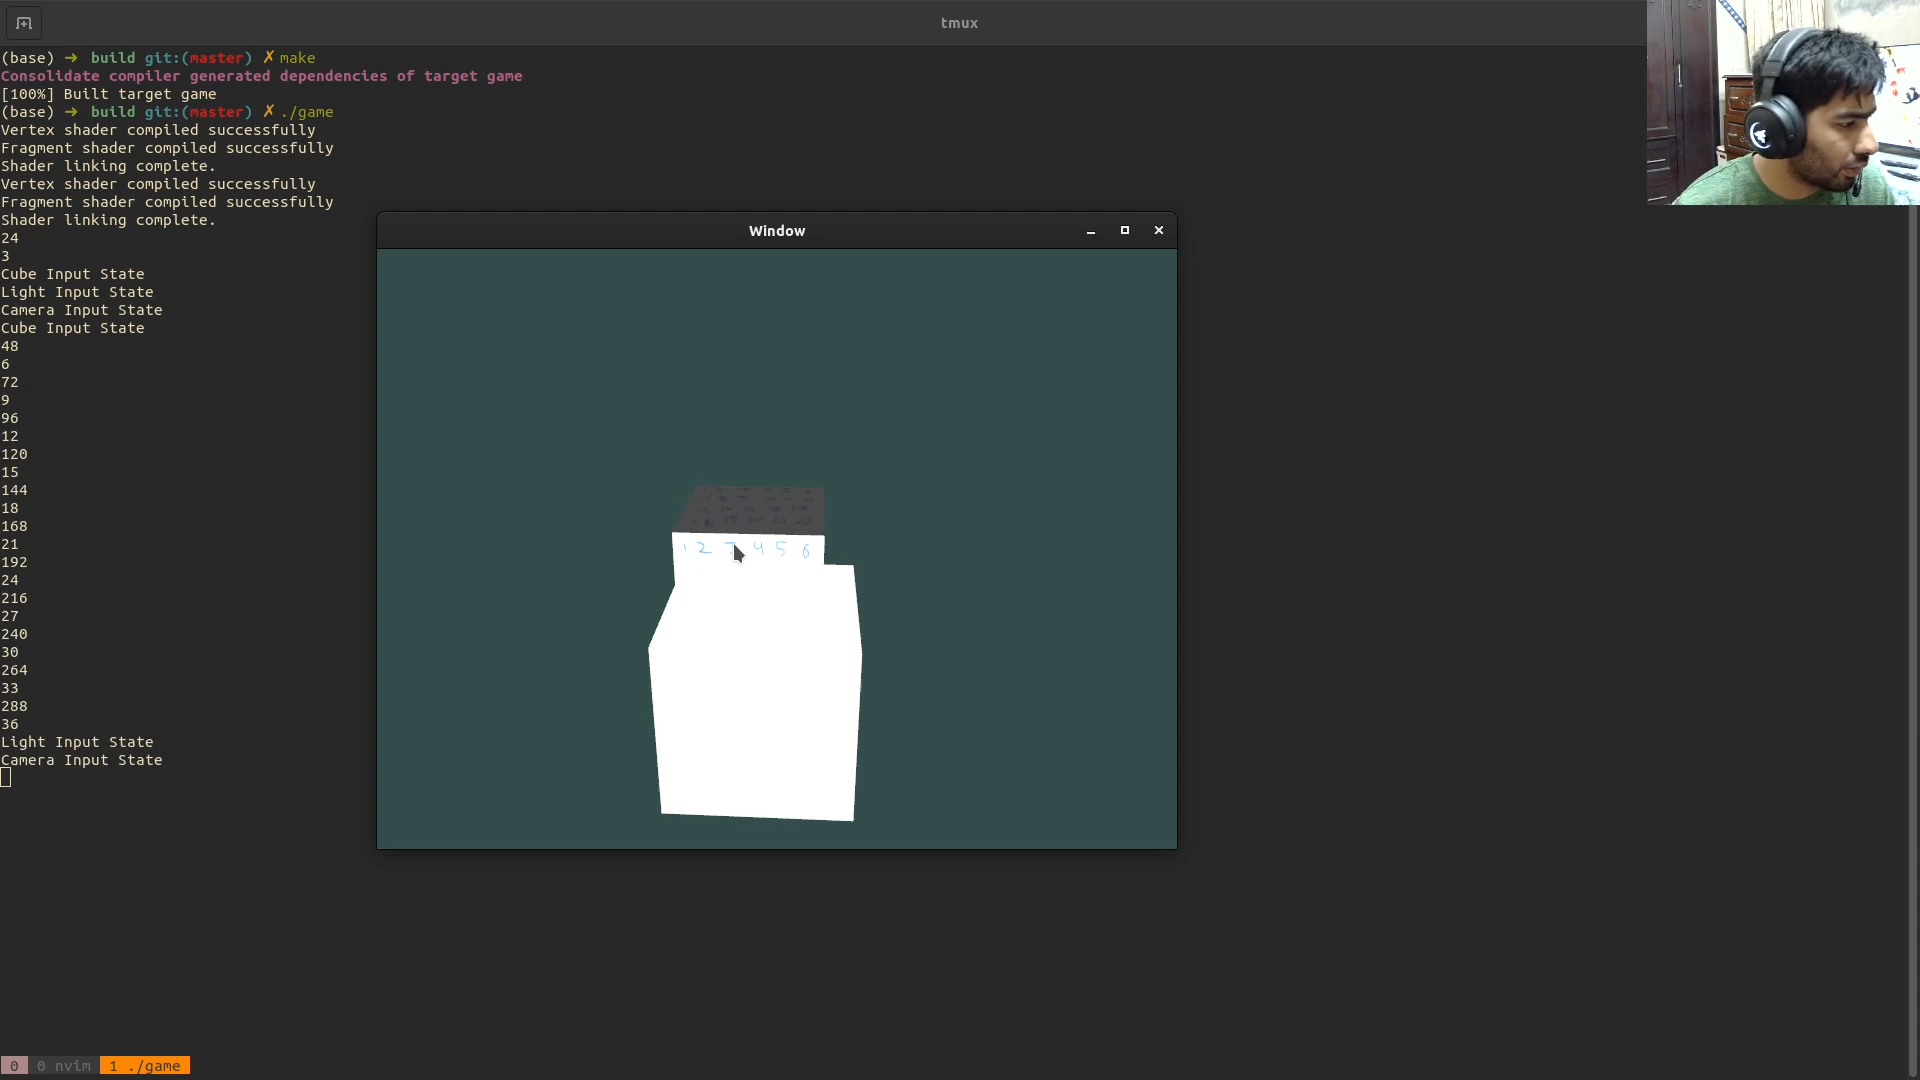 tmux
(base) → build git:(master) ✗ make
Consolidate compiler generated dependencies of target game
[100%] Built target game
(base) → build git:(master) ✗ ./game
Vertex shader compiled successfully
Fragment shader compiled successfully
Shader linking complete.
Vertex shader compiled successfully
Fragment shader compiled successfully
Shader linking complete.
24
3
Cube Input State
Light Input State
Camera Input State
Cube Input State
48
6
72
9
96
12
120
15
144
18
168
21
192
24
216
27
240
30
264
33
288
36
Light Input State
Camera Input State
Window
1 2 4 5 6
0 0 nvim 1 ./game